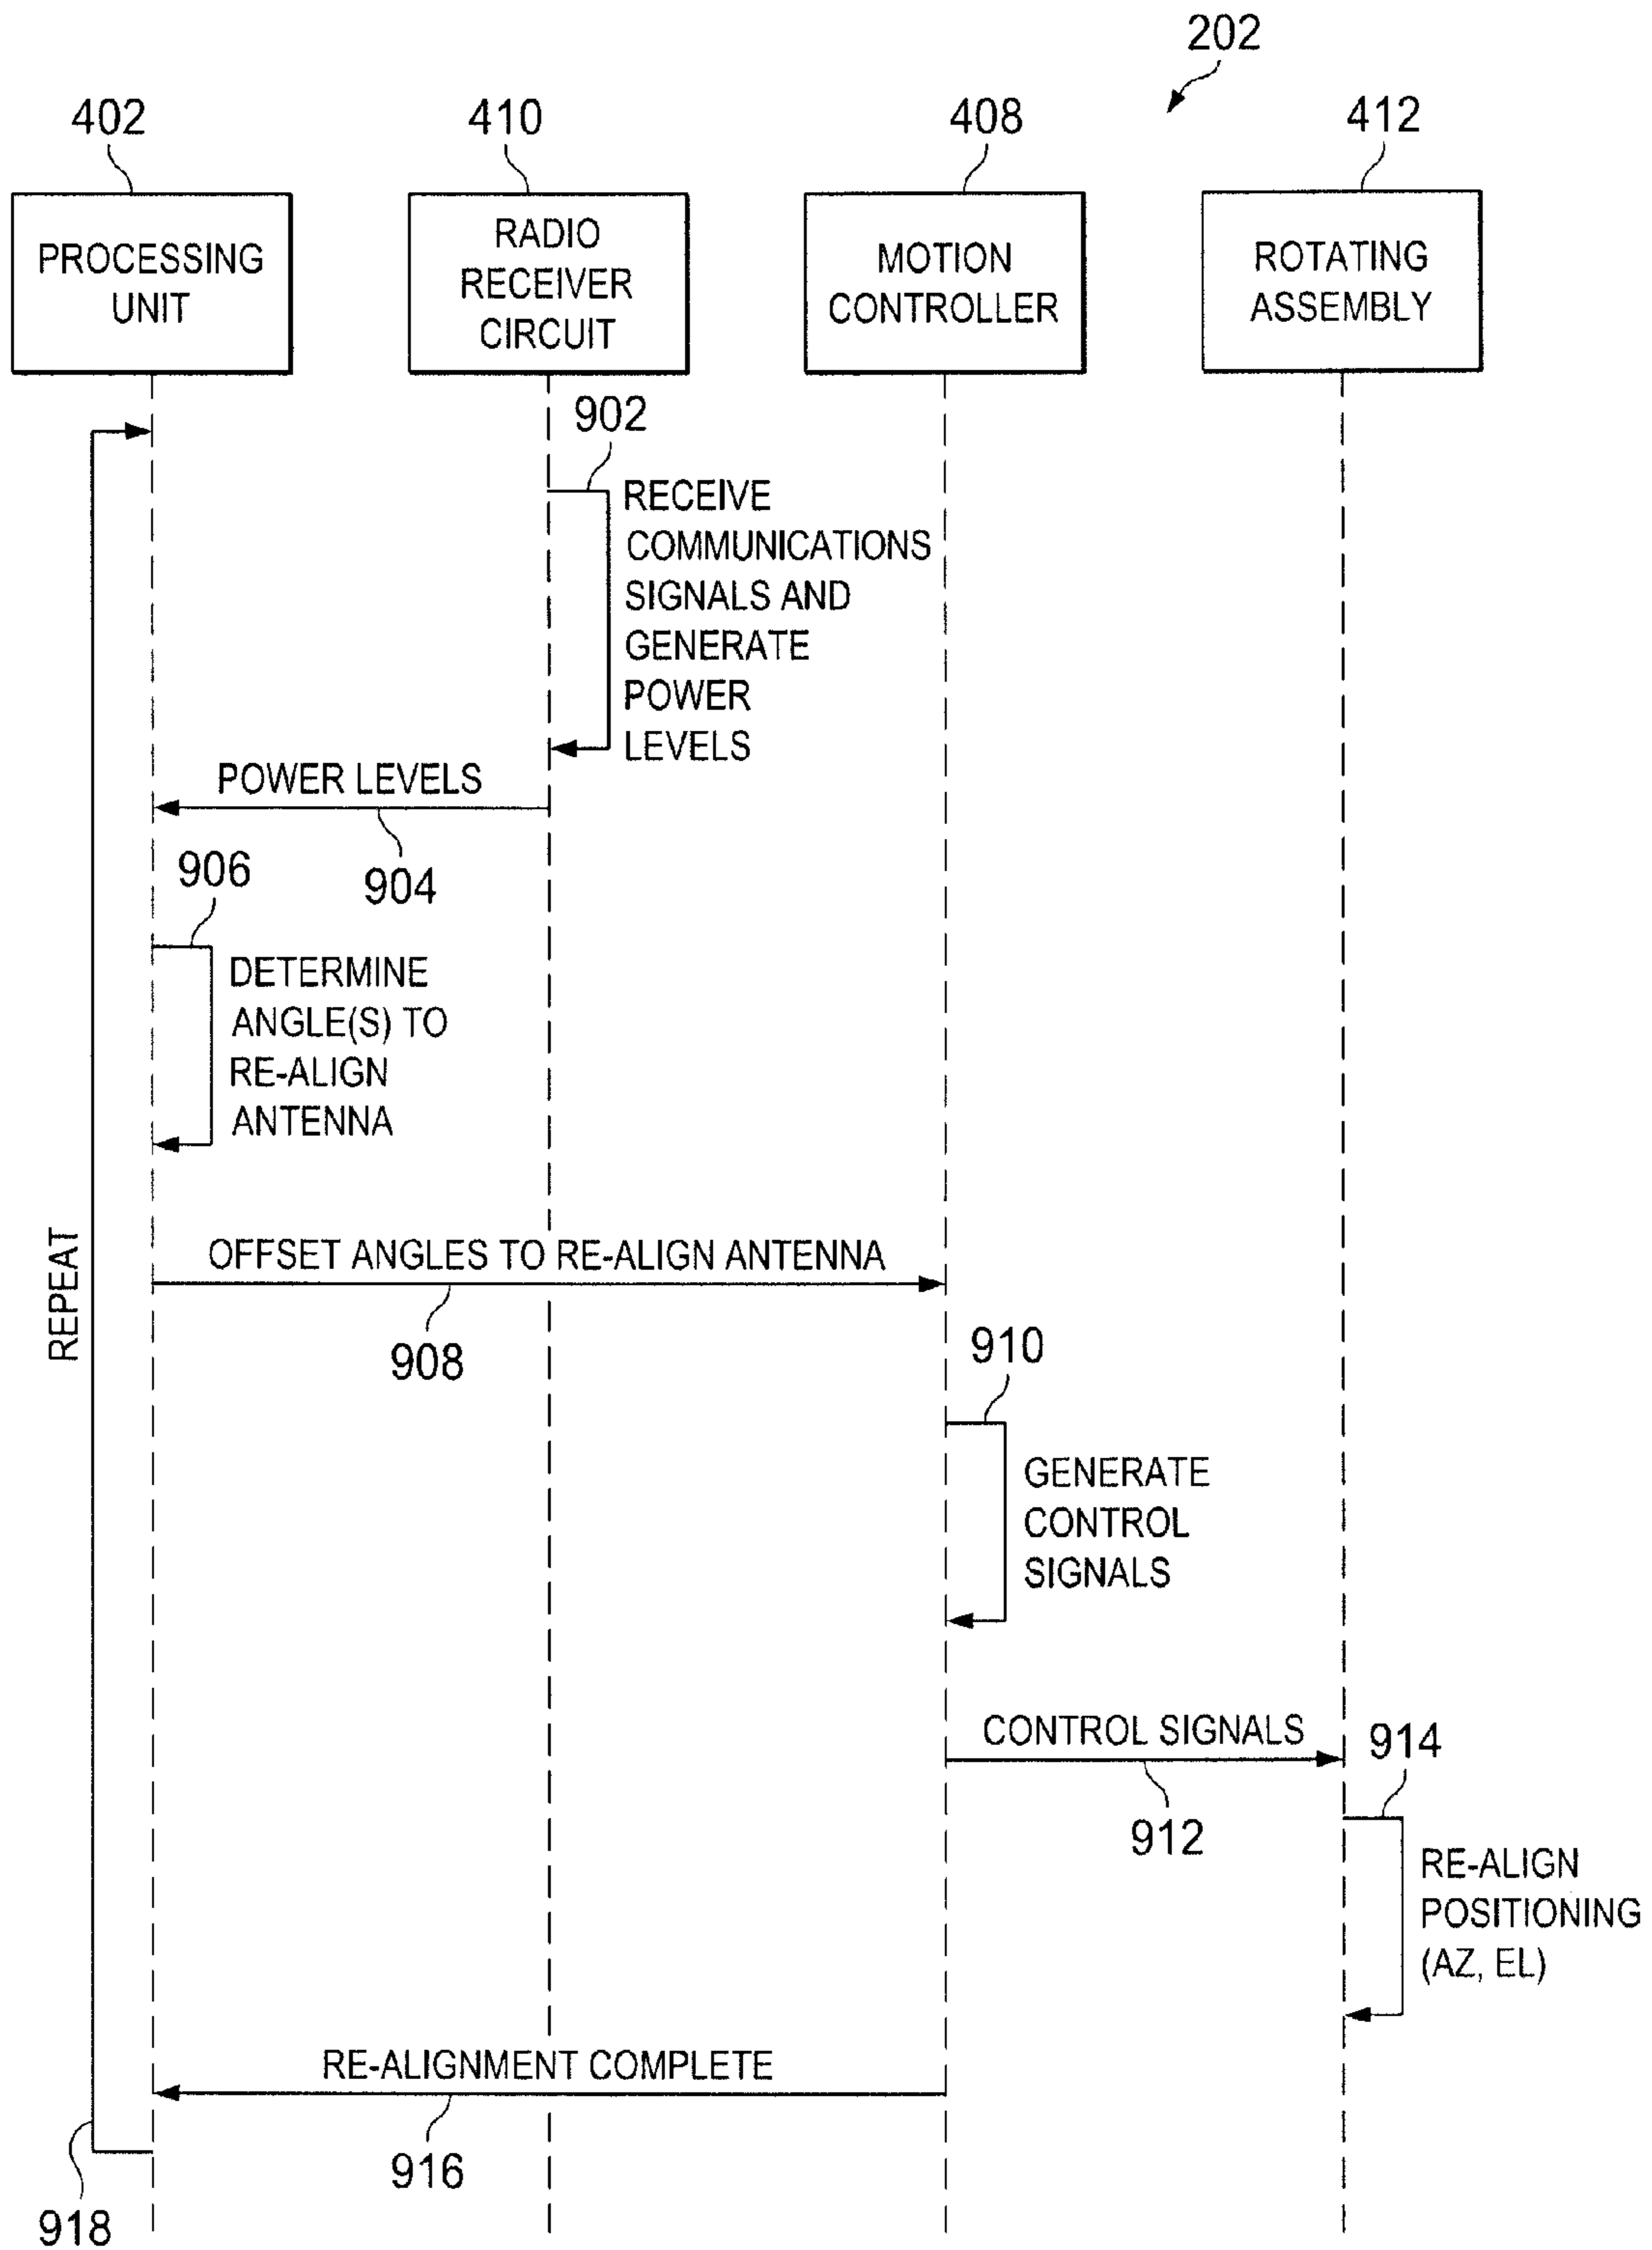 202
402
410
408
412
PROCESSING
UNIT
RADIO
RECEIVER
CIRCUIT
MOTION
CONTROLLER
ROTATING
ASSEMBLY
902
RECEIVE
COMMUNICATIONS
SIGNALS AND
GENERATE
POWER
LEVELS
POWER LEVELS
904
906
DETERMINE
ANGLE(S) TO
RE-ALIGN
ANTENNA
REPEAT
OFFSET ANGLES TO RE-ALIGN ANTENNA
908
910
GENERATE
CONTROL
SIGNALS
CONTROL SIGNALS
912
914
RE-ALIGN
POSITIONING
(AZ, EL)
RE-ALIGNMENT COMPLETE
916
918